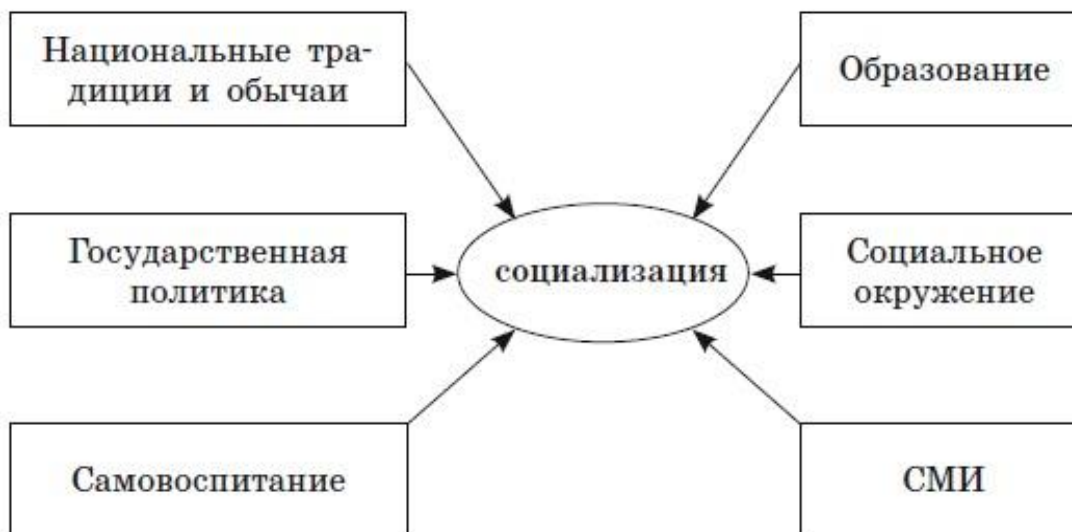 Национальные тра-
диции и обычаи
Образование
Государственная
политика
социализация
Социальное
окружение
Самовоспитание
СМИ